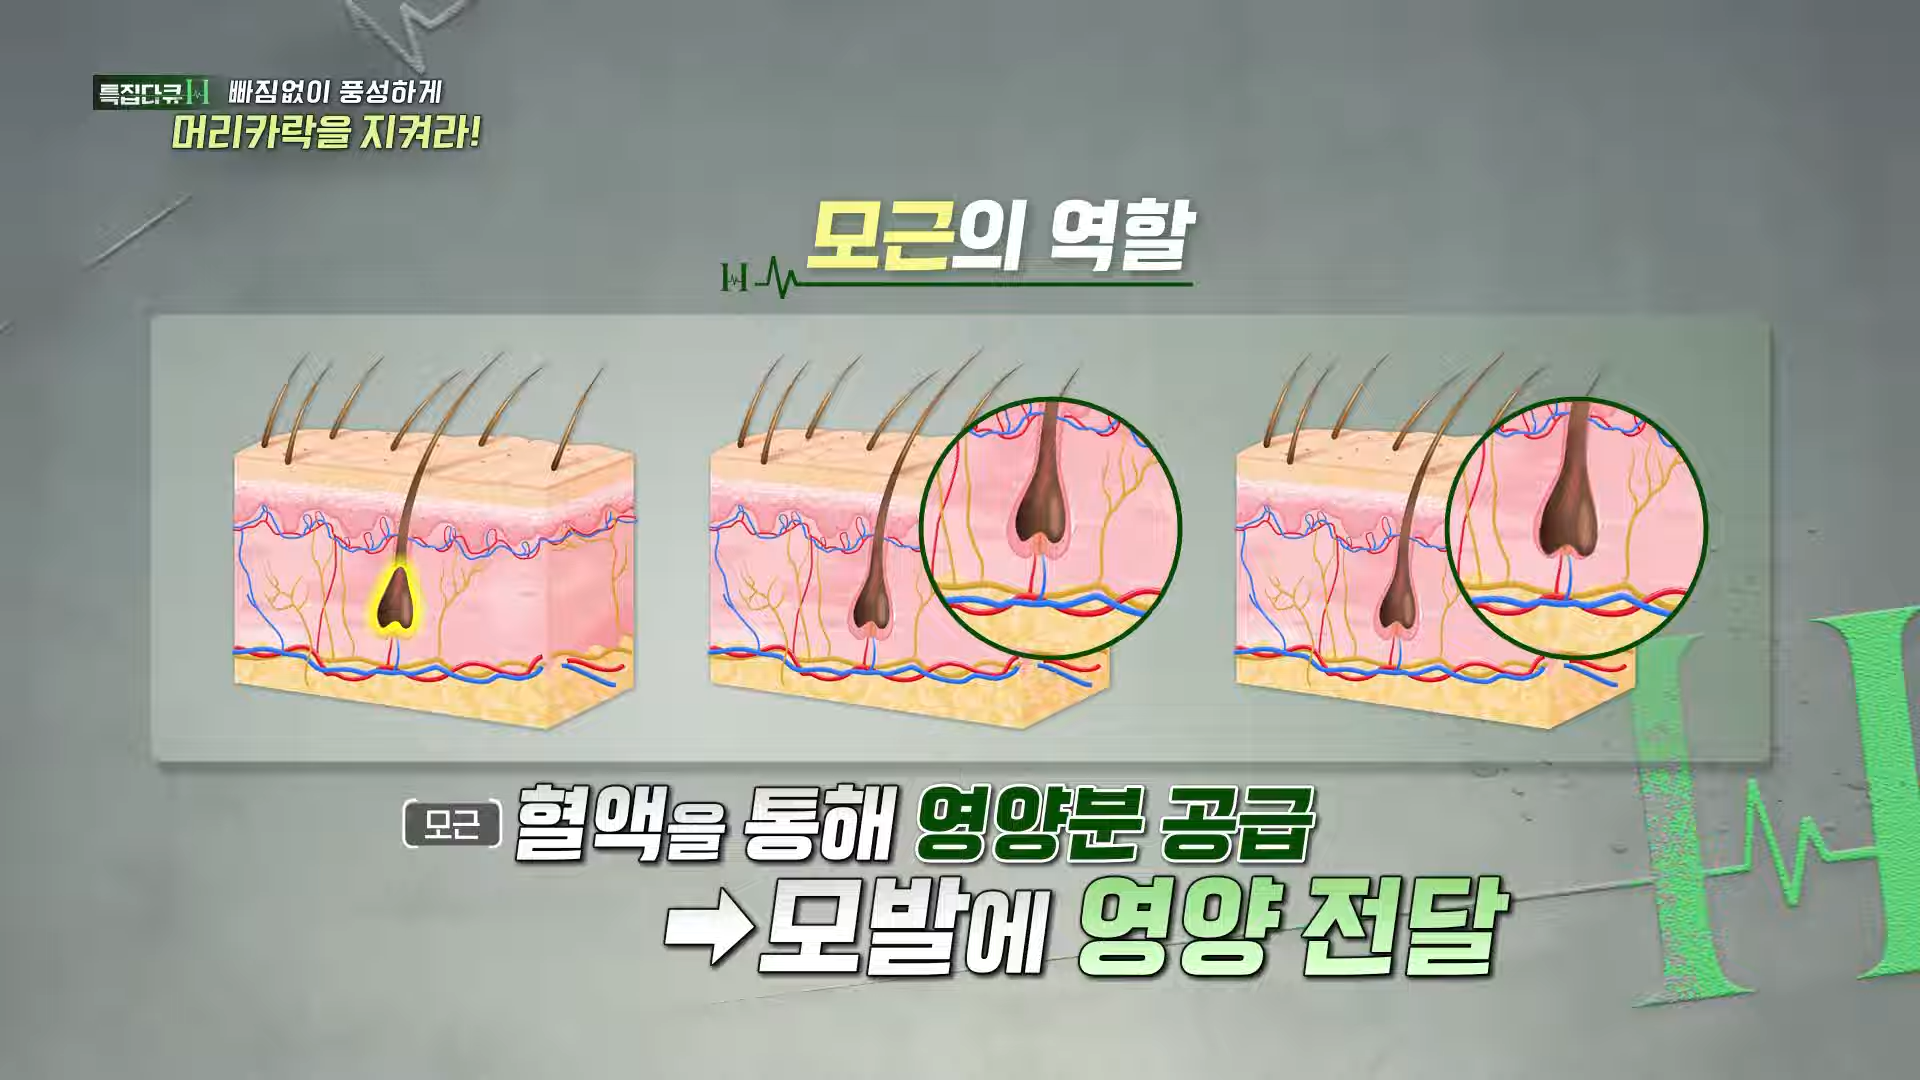 특집다큐H 빠짐없이 풍성하게
머리카락을 지켜라!
모근의 역할
H
모근 혈액을 통해 영양분 공급
➡모발에 영양 전달
H